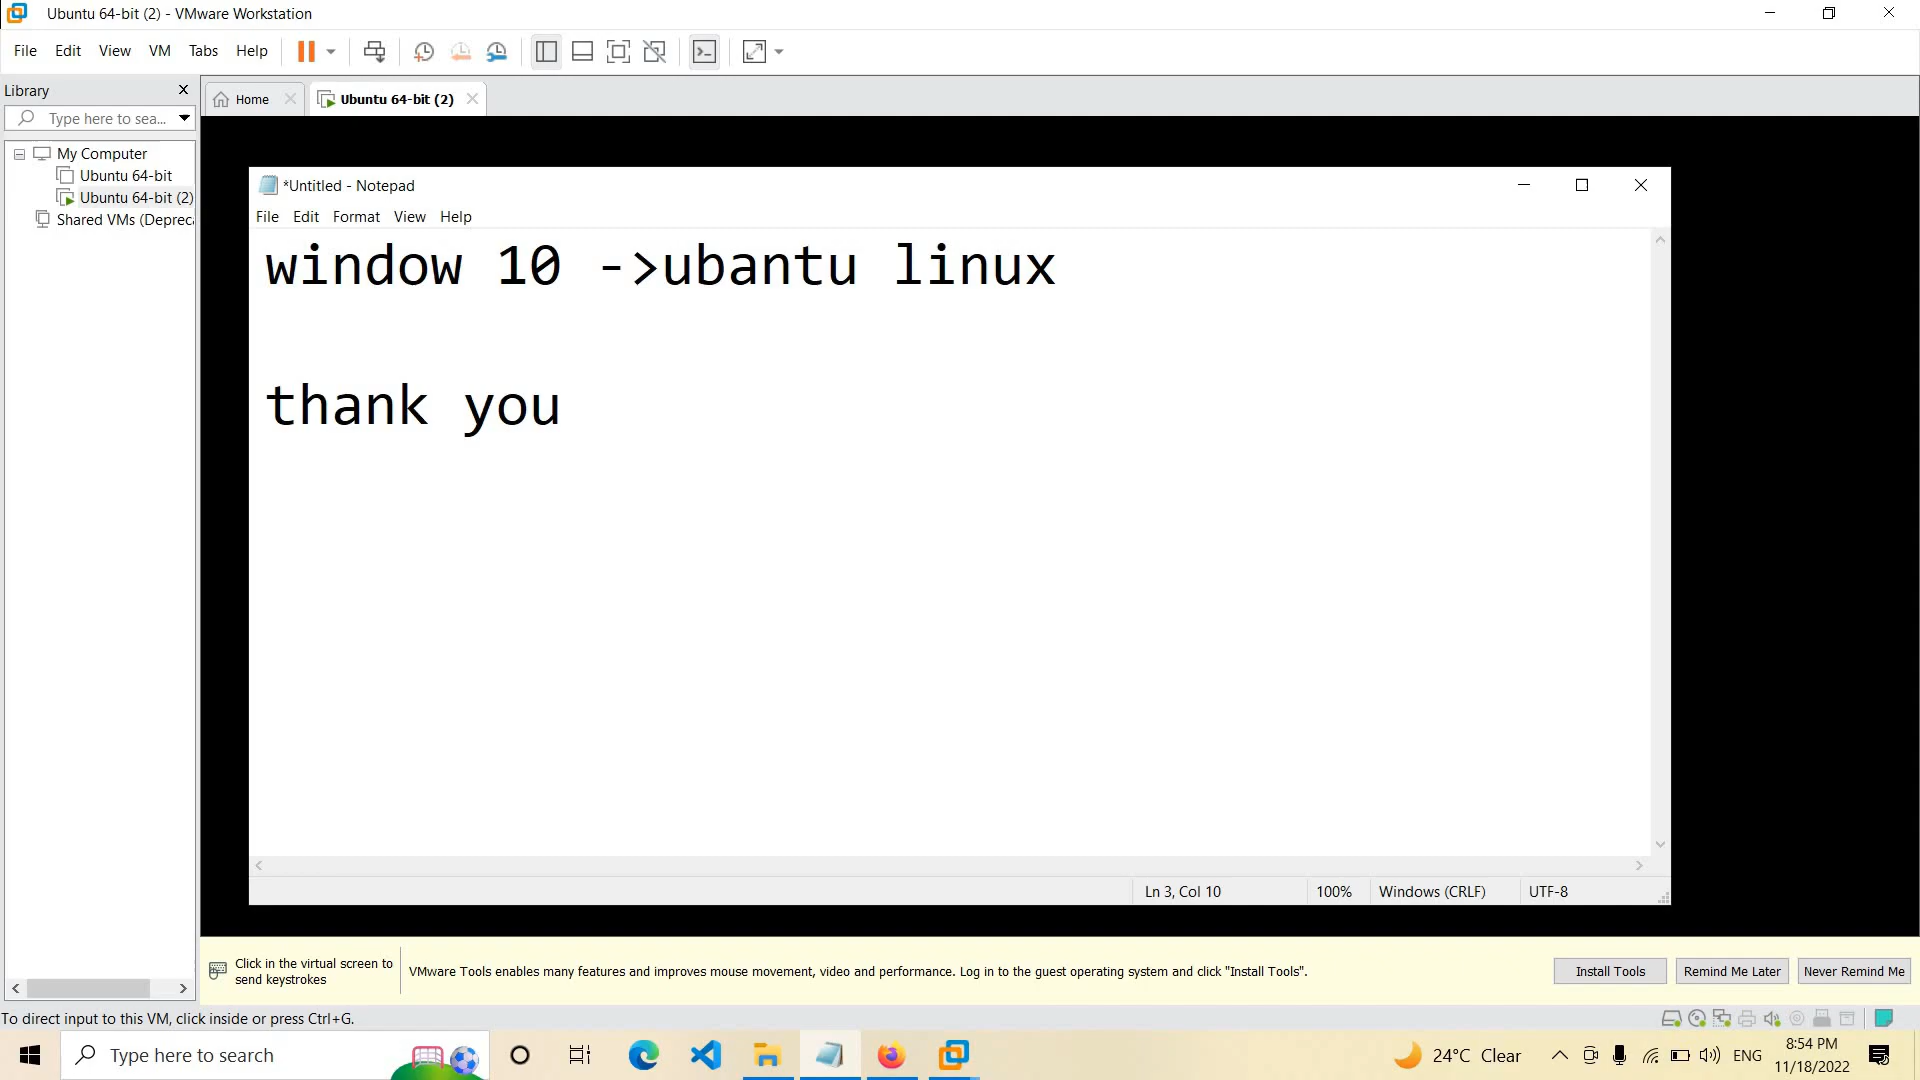 Ubuntu 64-bit (2) - VMware Workstation
File Edit View VM Tabs Help
Library
Home
Ubuntu 64-bit (2)
Type here to sea...
My Computer
Ubuntu 64-bit
Ubuntu 64-bit (2)
Shared VMs (Depreca
*Untitled - Notepad
File Edit Format View Help
window 10 ->ubantu linux
thank you
Ln 3, Col 10 100% Windows (CRLF) UTF-8
Click in the virtual screen to
send keystrokes
VMware Tools enables many features and improves mouse movement, video and performance. Log in to the guest operating system and click "Install Tools".
Install Tools
Remind Me Later
Never Remind Me
To direct input to this VM, click inside or press Ctrl+G.
Type here to search
24°C Clear
ENG
8:54 PM
11/18/2022